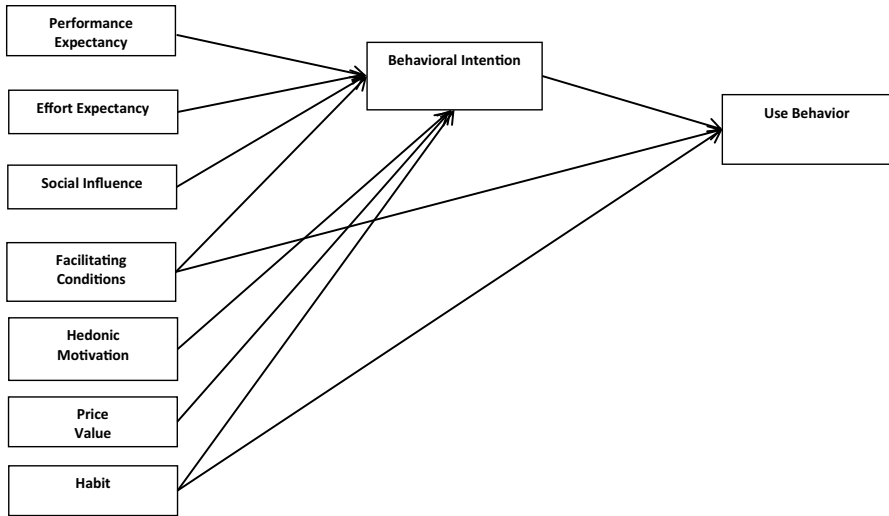 Performance
Expectancy
Behavioral Intention
Effort Expectancy
Use Behavior
Social Influence
Facilitating
Conditions
Hedonic
Motivation
Price
Value
Habit